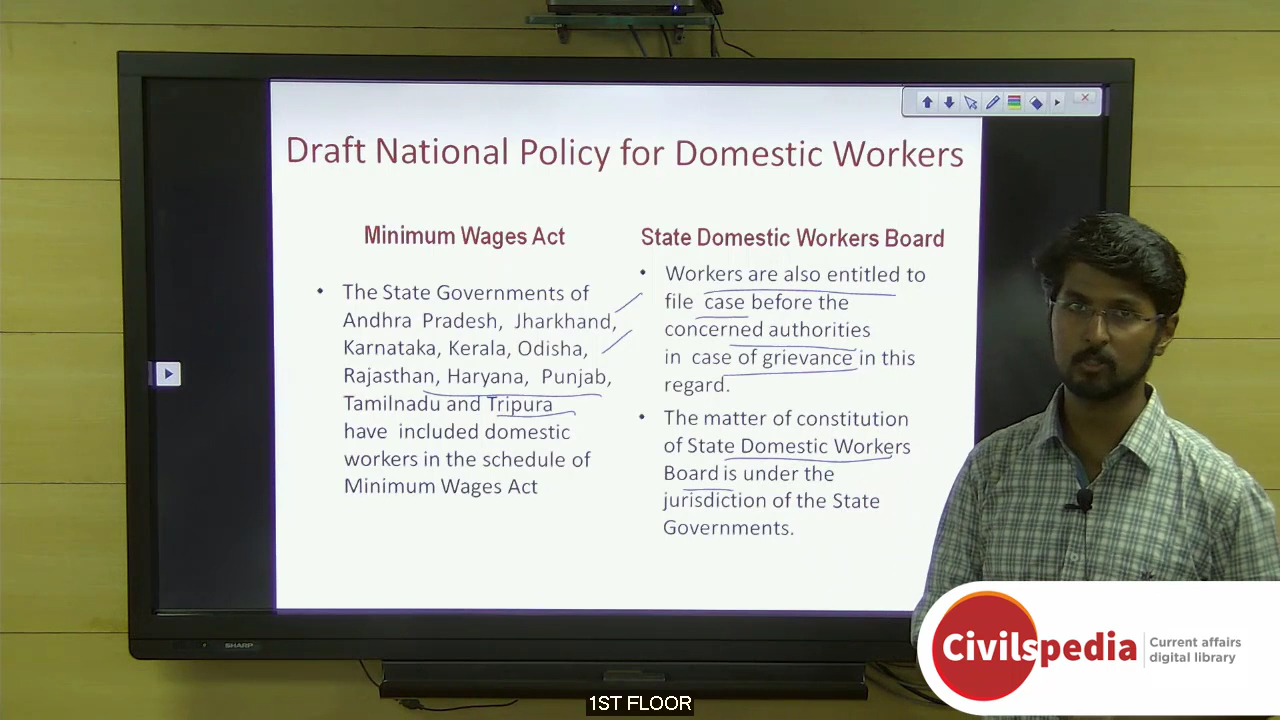 Draft National Policy for Domestic Workers
Minimum Wages Act
• The State Governments of
Andhra Pradesh, Jharkhand,
Karnataka, Kerala, Odisha,
Rajasthan, Haryana, Punjab,
Tamilnadu and Tripura
have included domestic
workers in the schedule of
Minimum Wages Act
State Domestic Workers Board
• Workers are also entitled to
file case before the
concerned authorities
in case of grievance in this
regard.
• The matter of constitution
of State Domestic Workers
Board is under the
jurisdiction of the State
Governments.
SHARP
Civilspedia
Current affairs
digital library
1ST FLOOR